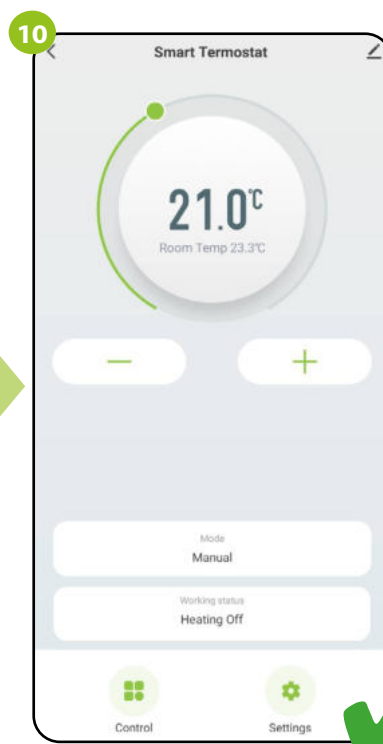 10
Smart Termostat
21.0℃
Room Temp 23.3℃
Mode
Manual
Working status
Heating Off
Control
Settings